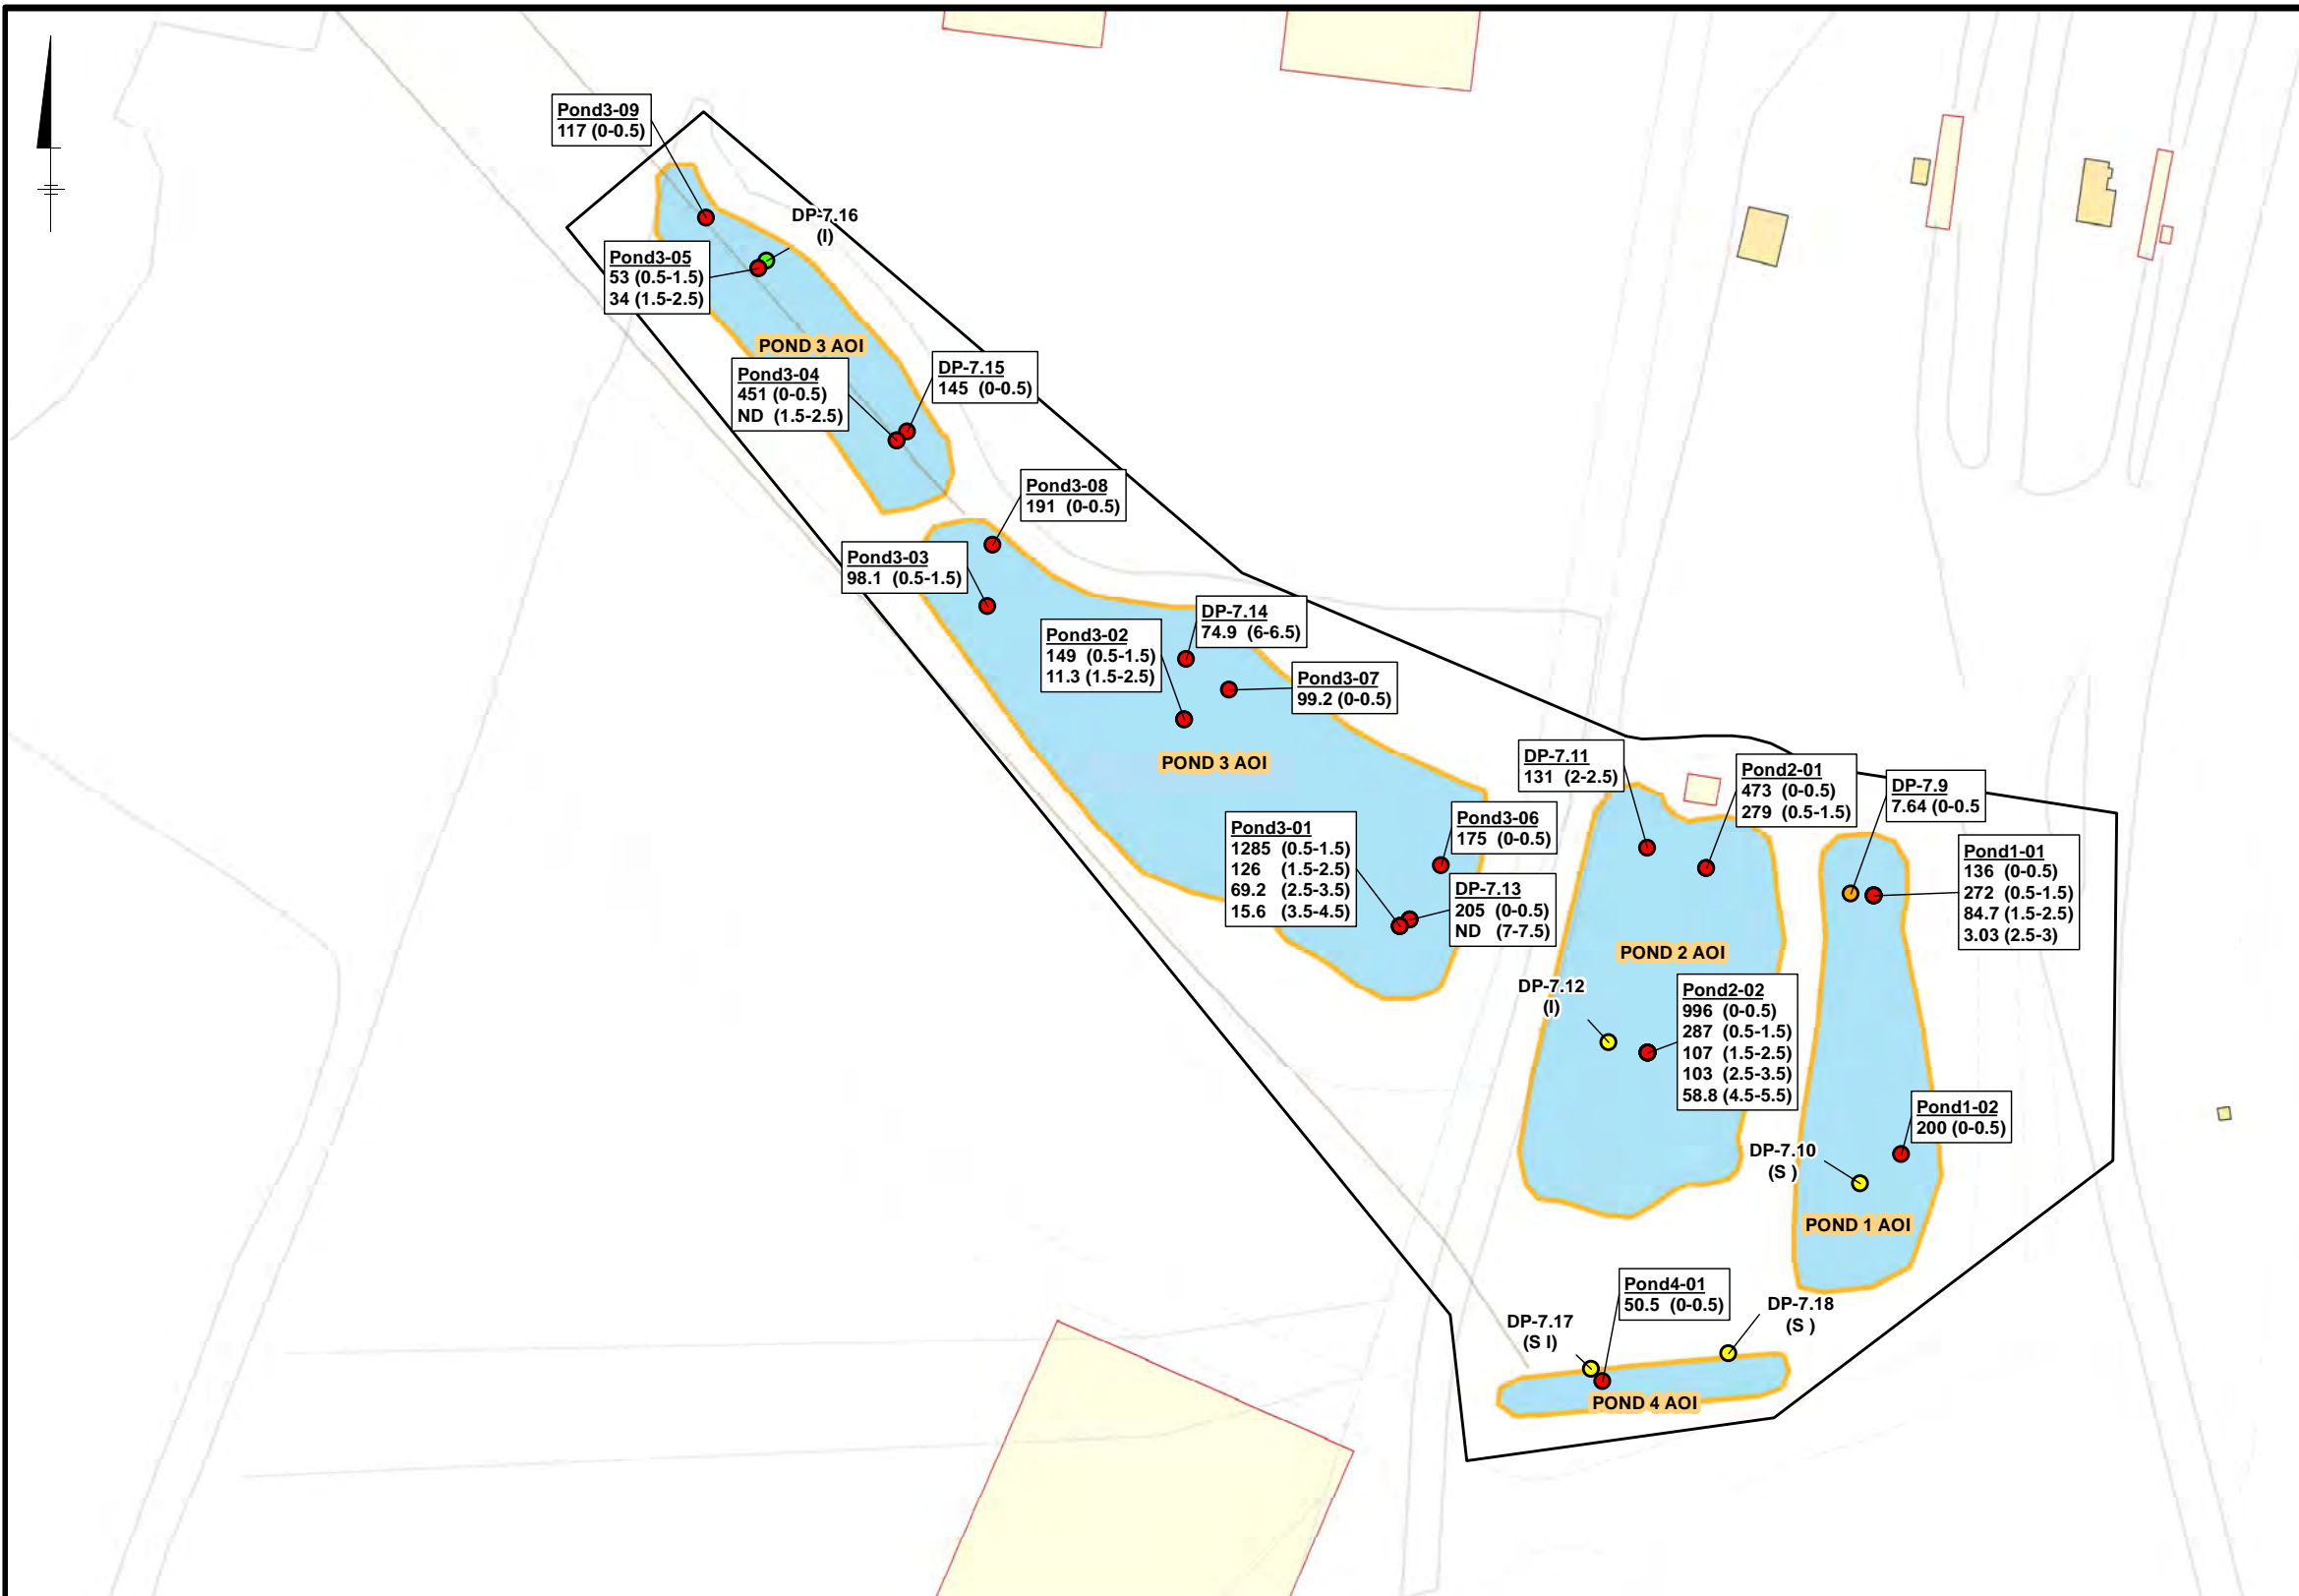 Pond3-09
117 (0-0.5)
DP-7.16
(I)
Pond3-05
53 (0.5-1.5)
34 (1.5-2.5)
POND 3 AOI
Pond3-04
451 (0-0.5)
ND (1.5-2.5)
DP-7.15
145 (0-0.5)
Pond3-08
191 (0-0.5)
Pond3-03
98.1 (0.5-1.5)
DP-7.14
74.9 (6-6.5)
Pond3-02
149 (0.5-1.5)
11.3 (1.5-2.5)
Pond3-07
99.2 (0-0.5)
POND 3 AOI
DP-7.11
131 (2-2.5)
Pond2-01
473 (0-0.5)
279 (0.5-1.5)
DP-7.9
7.64 (0-0.5
Pond3-01
1285 (0.5-1.5)
126 (1.5-2.5)
69.2 (2.5-3.5)
15.6 (3.5-4.5)
Pond3-06
175 (0-0.5)
DP-7.13
205 (0-0.5)
ND (7-7.5)
Pond1-01
136 (0-0.5)
272 (0.5-1.5)
84.7 (1.5-2.5)
3.03 (2.5-3)
POND 2 AOI
DP-7.12
(I)
Pond2-02
996 (0-0.5)
287 (0.5-1.5)
107 (1.5-2.5)
103 (2.5-3.5)
58.8 (4.5-5.5)
Pond1-02
200 (0-0.5)
DP-7.10
(S )
POND 1 AOI
Pond4-01
50.5 (0-0.5)
DP-7.17
(S I)
DP-7.18
(S )
POND 4 AOI